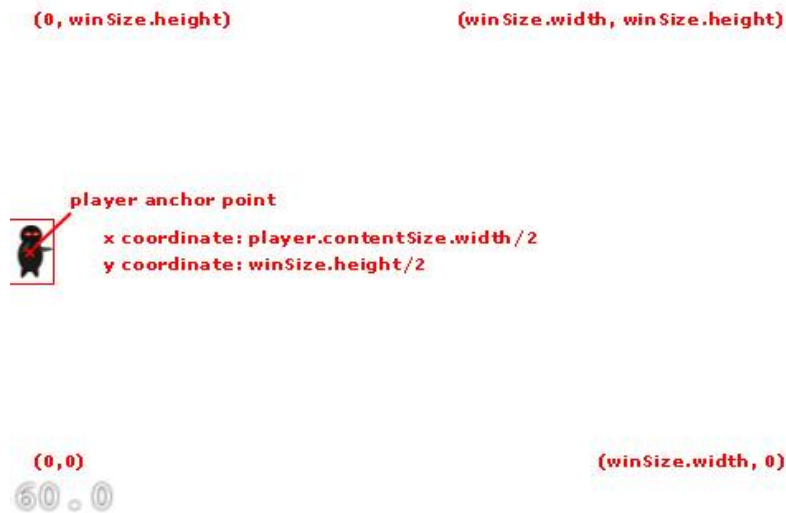 (0, winSize.height)
(winSize.width, winSize.height)
player anchor point
x coordinate: player.contentSize.width/2
y coordinate: winSize.height/2
(0,0)
(winSize.width, 0)
60.0